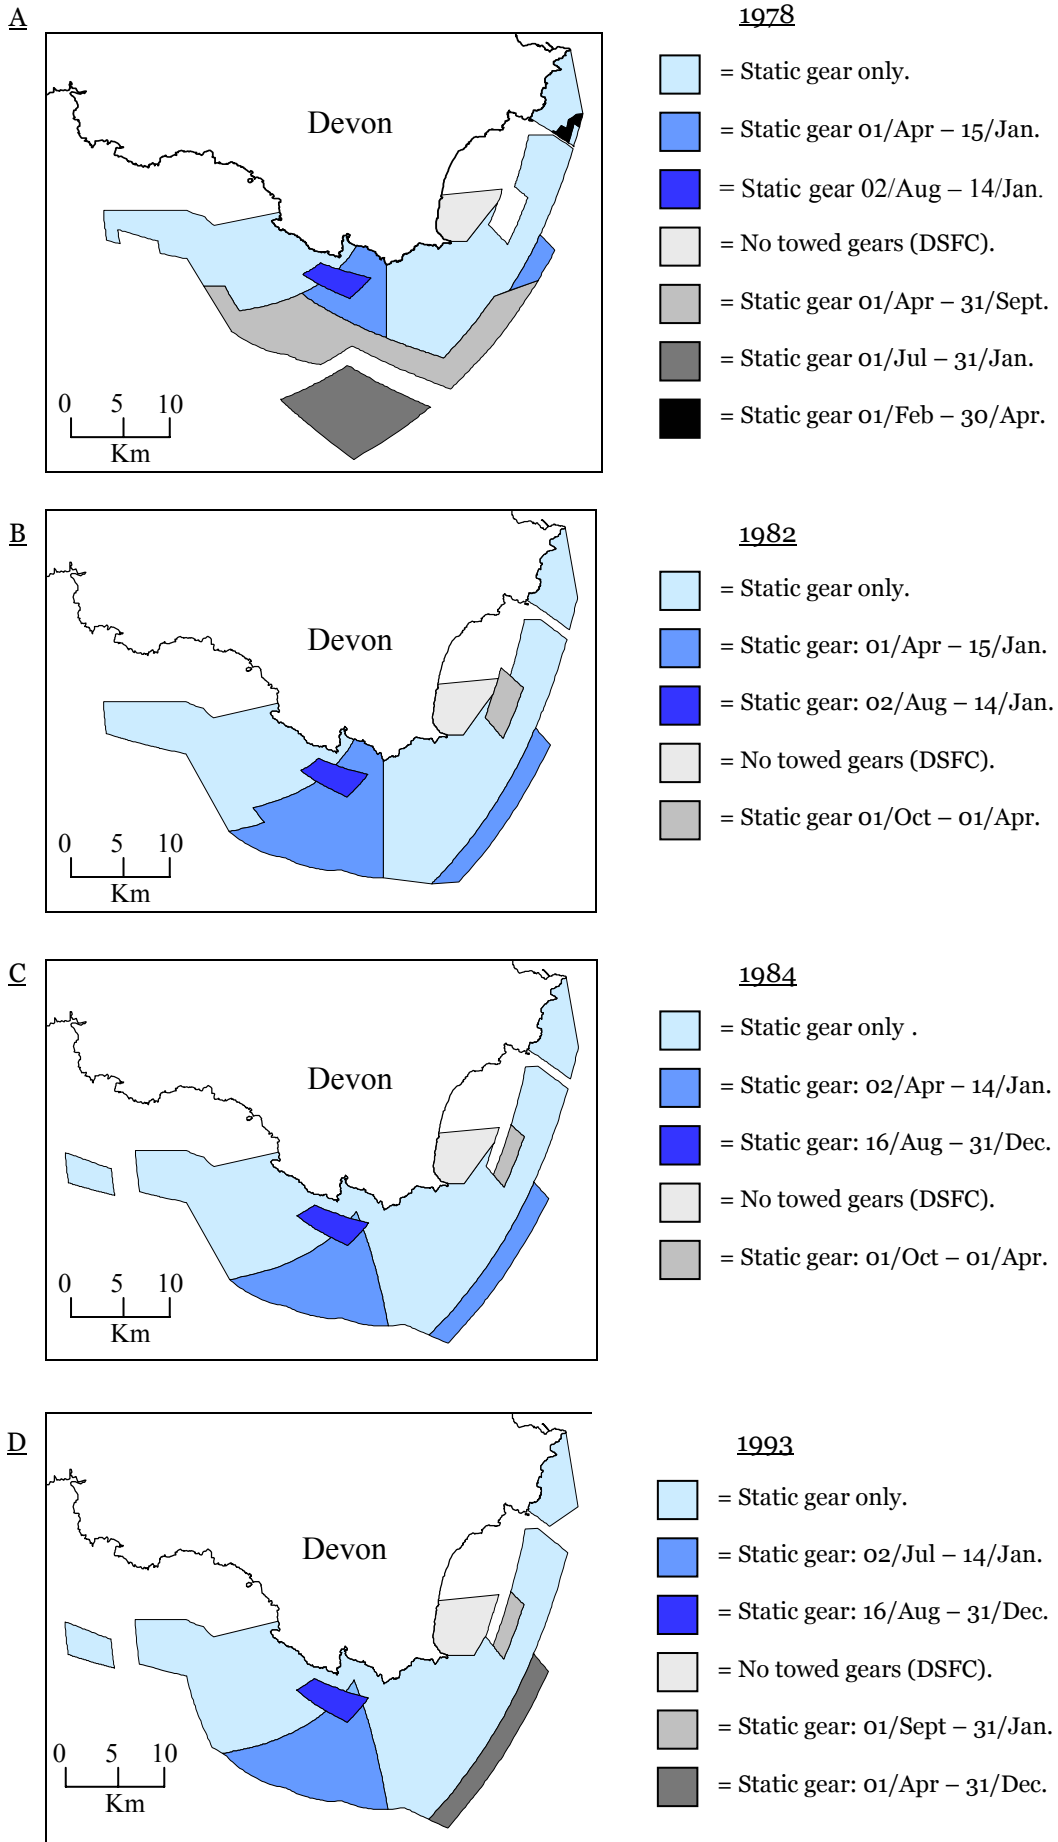 A
1978
Devon
0 5 10
Km
= Static gear only.
= Static gear 01/Apr – 15/Jan.
= Static gear 02/Aug – 14/Jan.
= No towed gears (DSFC).
= Static gear 01/Apr – 31/Sept.
= Static gear 01/Jul – 31/Jan.
= Static gear 01/Feb – 30/Apr.
B
1982
Devon
0 5 10
Km
= Static gear only.
= Static gear: 01/Apr – 15/Jan.
= Static gear: 02/Aug – 14/Jan.
= No towed gears (DSFC).
= Static gear 01/Oct – 01/Apr.
C
1984
Devon
0 5 10
Km
= Static gear only .
= Static gear: 02/Apr – 14/Jan.
= Static gear: 16/Aug – 31/Dec.
= No towed gears (DSFC).
= Static gear: 01/Oct – 01/Apr.
D
1993
Devon
0 5 10
Km
= Static gear only.
= Static gear: 02/Jul – 14/Jan.
= Static gear: 16/Aug – 31/Dec.
= No towed gears (DSFC).
= Static gear: 01/Sept – 31/Jan.
= Static gear: 01/Apr – 31/Dec.